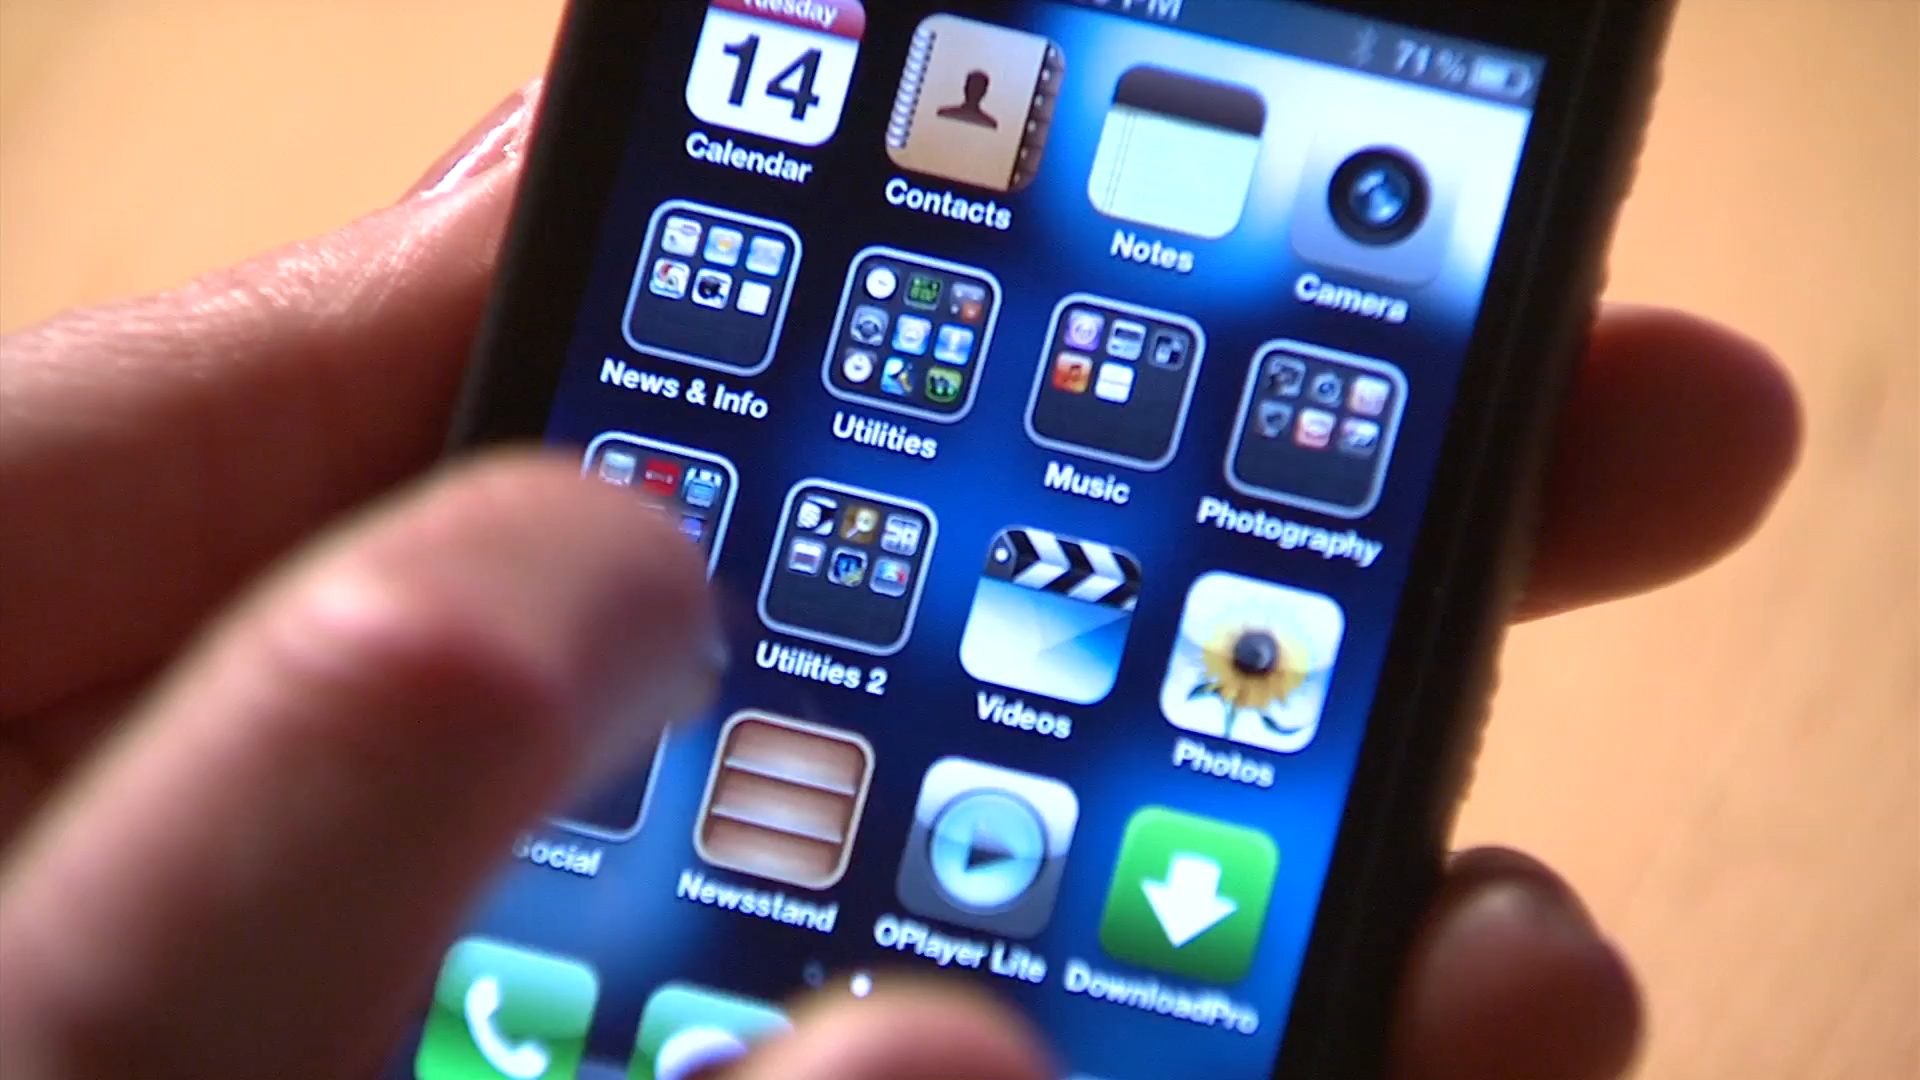 PM
71%
Tuesday
14
Calendar
Contacts
Notes
Camera
News & Info
Utilities
Music
Photography
Utilities 2
Videos
Photos
Social
Newsstand
OPlayer Lite
DownloadPro